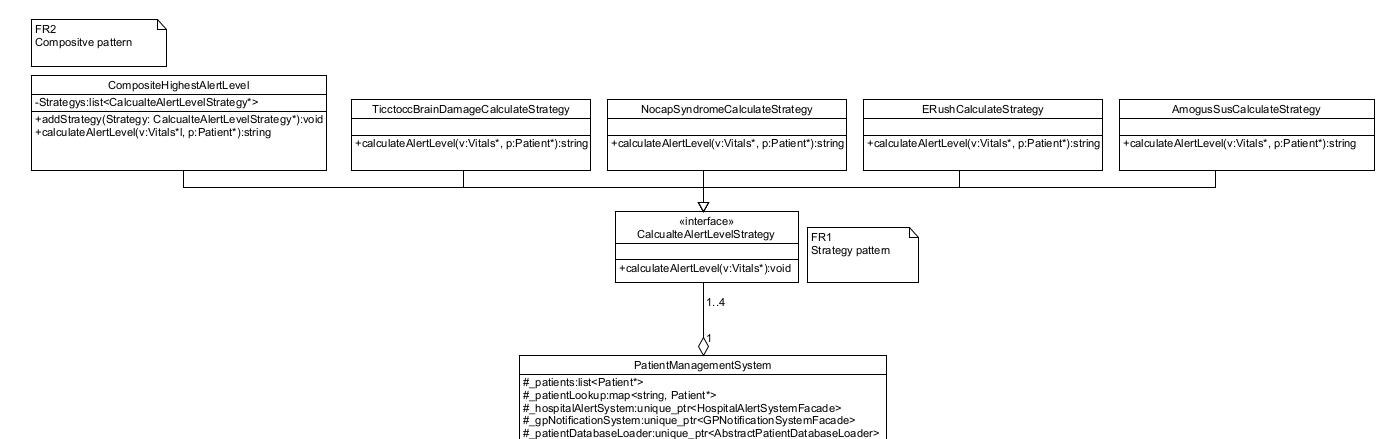 FR2
Compositve pattern
CompositeHighestAlertLevel
-Strategys:list<CalcualteAlertLevelStrategy*>
+addStrategy(Strategy: CalcualteAlertLevelStrategy*):void
+calculateAlertLevel(v:Vitals*l, p:Patient*):string
TicctoccBrainDamageCalculateStrategy
+calculateAlertLevel(v:Vitals*, p:Patient*):string
NocapSyndromeCalculateStrategy
+calculateAlertLevel(v:Vitals*, p:Patient*):string
ERushCalculateStrategy
+calculateAlertLevel(v:Vitals*, p:Patient*):string
AmogusSusCalculateStrategy
+calculateAlertLevel(v:Vitals*, p:Patient*):string
«interface»
CalcualteAlertLevelStrategy
+calculateAlertLevel(v:Vitals*):void
FR1
Strategy pattern
1..4
1
PatientManagementSystem
#_patients:list<Patient*>
#_patientLookup:map<string, Patient*>
#_hospitalAlertSystem:unique_ptr<HospitalAlertSystemFacade>
#_gpNotificationSystem:unique_ptr<GPNotificationSystemFacade>
#_patientDatabaseLoader:unique_ptr<AbstractPatientDatabaseLoader>